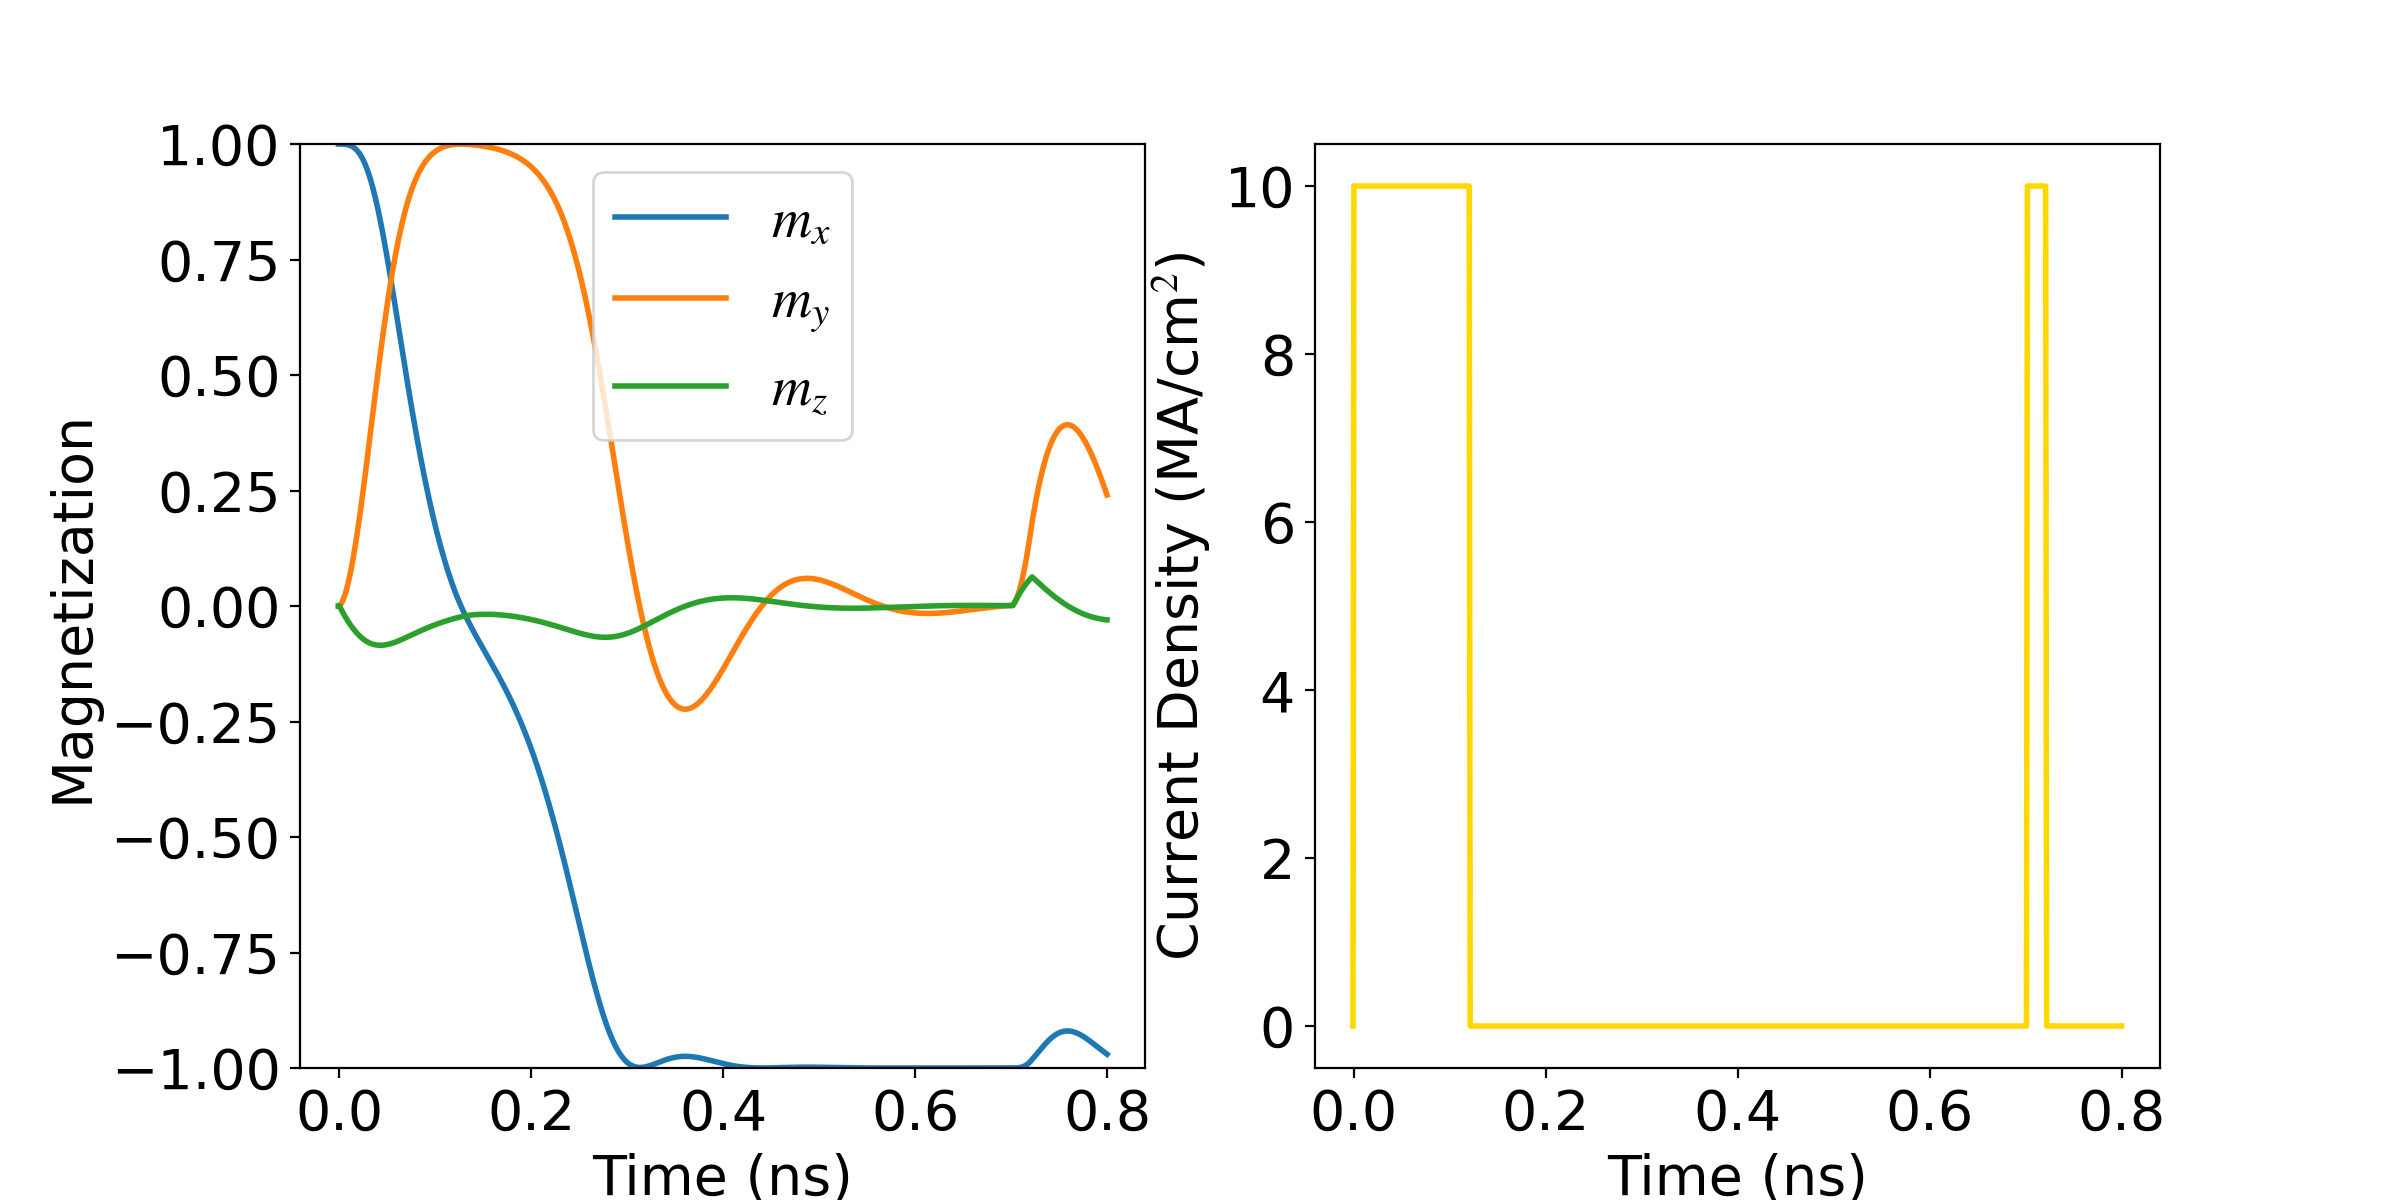 Magnetization
1.00
0.75
0.50
0.25
0.00
−0.25
−0.50
−0.75
−1.00
0.0 0.2 0.4 0.6 0.8
Time (ns)
m_x
m_y
m_z
Current Density (MA/cm²)
10
8
6
4
2
0
0.0 0.2 0.4 0.6 0.8
Time (ns)